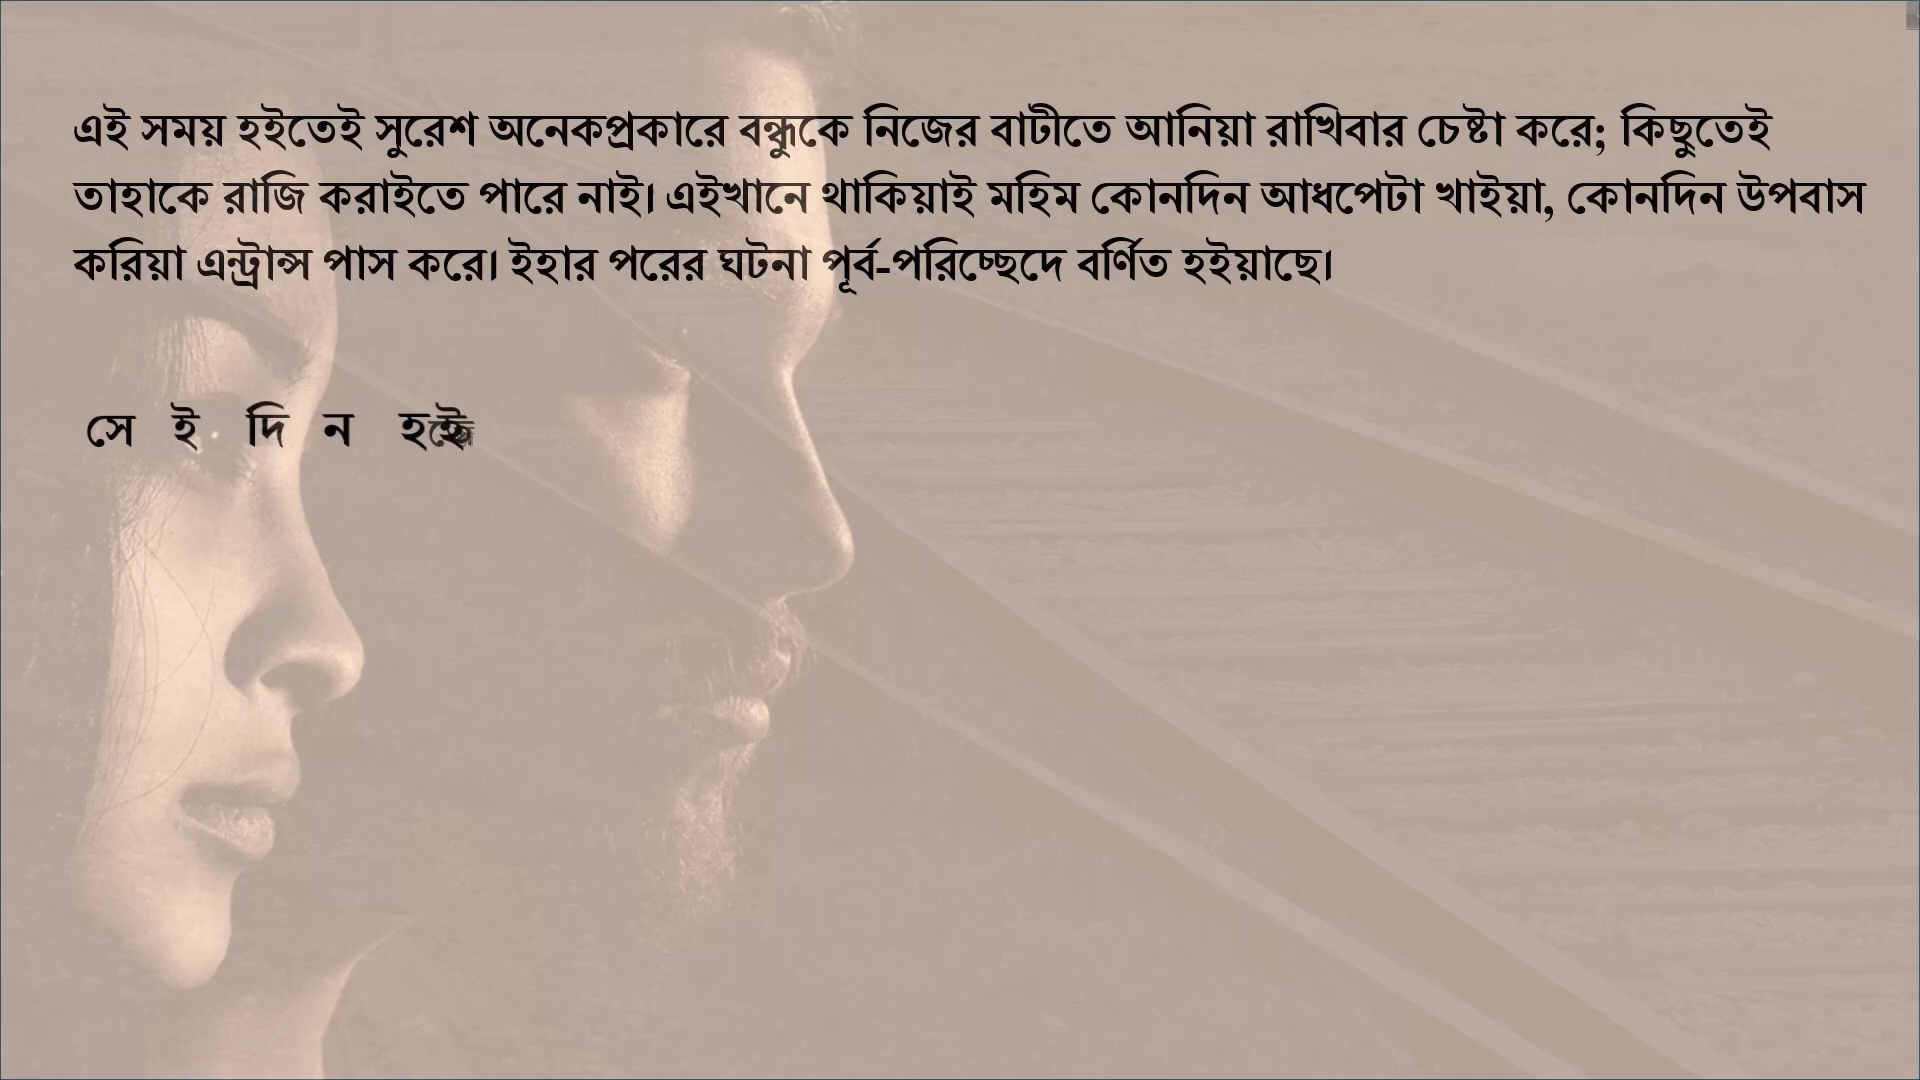 এই সময় হইতেই সুরেশ অনেকপ্রকারে বন্ধুকে নিজের বাটীতে আনিয়া রাখিবার চেষ্টা করে; কিছুতেই
তাহাকে রাজি করাইতে পারে নাই। এইখানে থাকিয়াই মহিম কোনদিন আধপেটা খাইয়া, কোনদিন উপবাস
করিয়া এন্ট্রান্স পাস করে। ইহার পরের ঘটনা পূর্ব-পরিচ্ছেদে বর্ণিত হইয়াছে।
সেই দিন